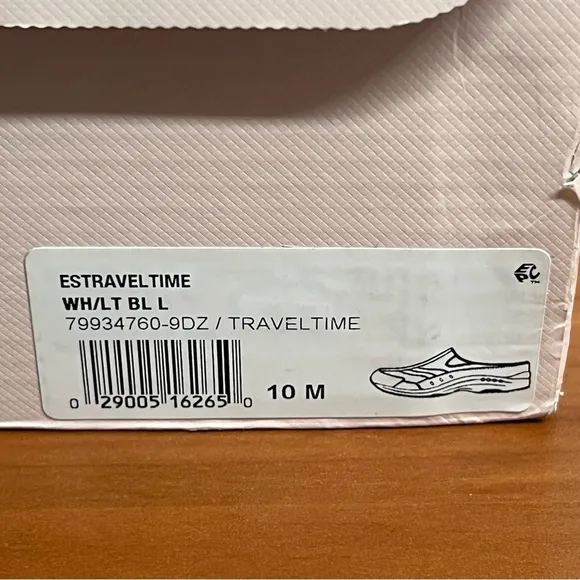 ESTRAVELTIME
WH/LT BL L
79934760-9DZ / TRAVELTIME
0 29005 16265 0
10 M